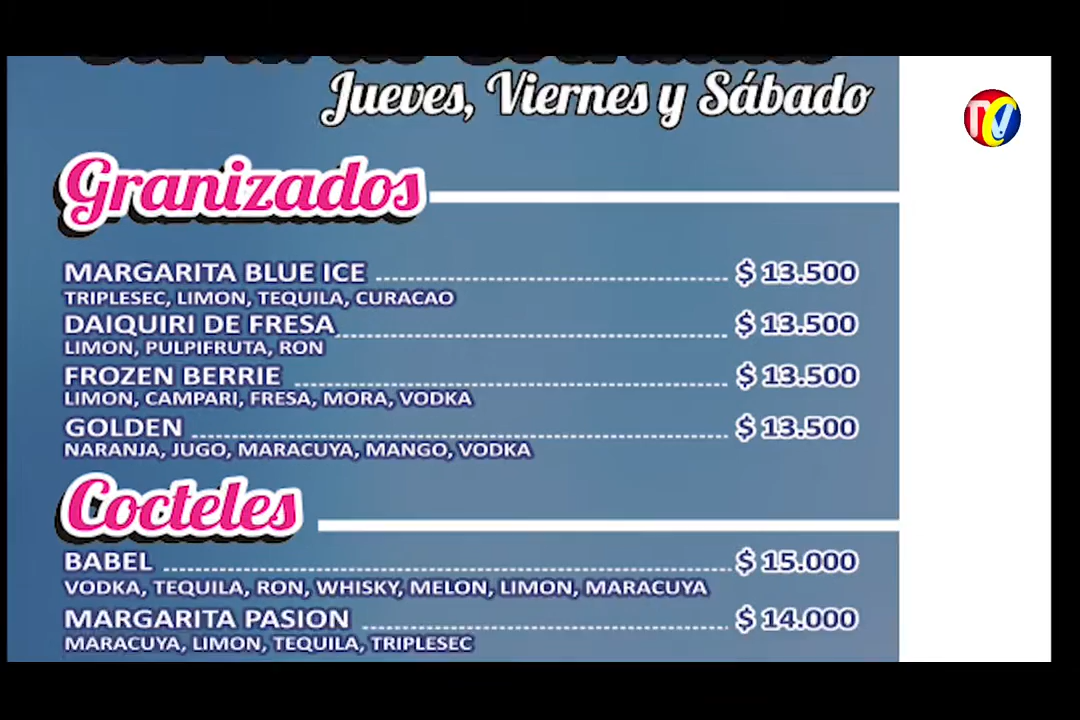 Jueves, Viernes y Sábado
TCV
Granizados
MARGARITA BLUE ICE ........ $ 13.500
TRIPLESEC, LIMON, TEQUILA, CURACAO
DAIQUIRI DE FRESA ........ $ 13.500
LIMON, PULPIFRUTA, RON
FROZEN BERRIE ........ $ 13.500
LIMON, CAMPARI, FRESA, MORA, VODKA
GOLDEN ........ $ 13.500
NARANJA, JUGO, MARACUYA, MANGO, VODKA
Cocteles
BABEL ........ $ 15.000
VODKA, TEQUILA, RON, WHISKY, MELON, LIMON, MARACUYA
MARGARITA PASION ........ $ 14.000
MARACUYA, LIMON, TEQUILA, TRIPLESEC